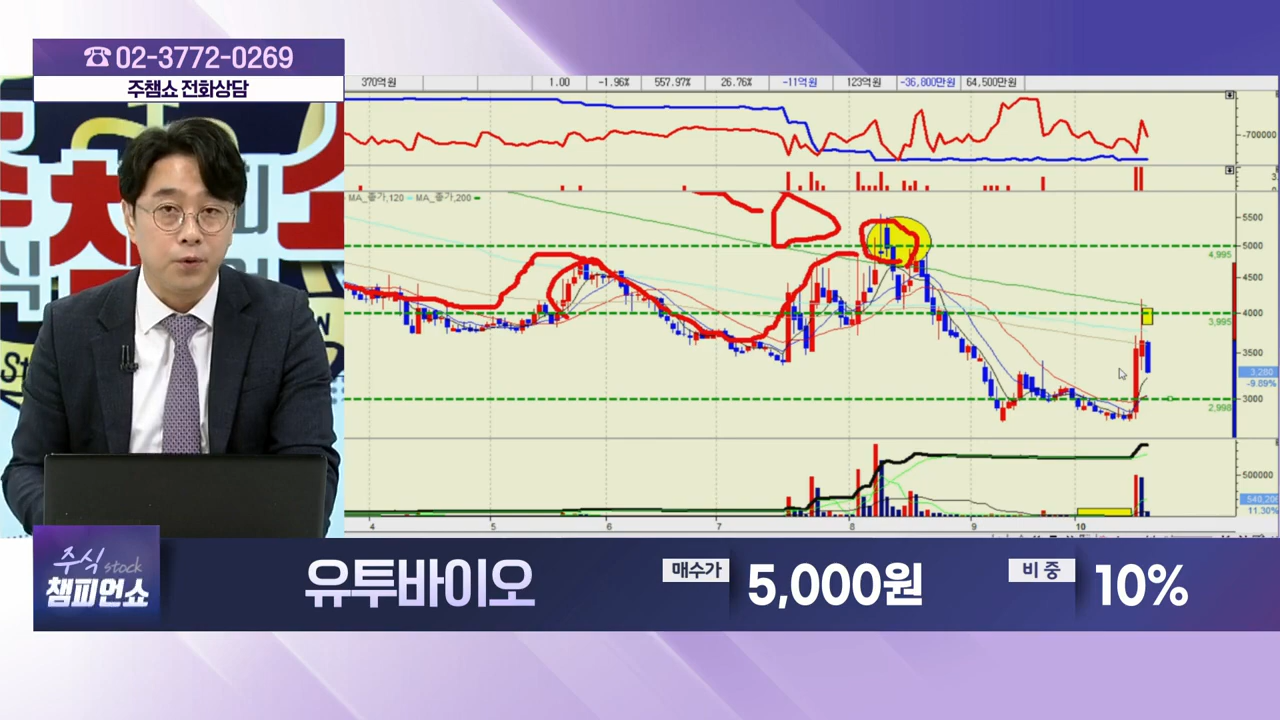 ☎02-3772-0269
주챔쇼 전화상담
370억원 1.00 -1.96% 557.97% 26.76% -11억원 123억원 -36,800만원 64,500만원
-700000
MA_종가,120 MA_종가,200
5500
5000
4,995
4500
4000
3,995
3500
3,280
-9.89%
3000
2,998
500000
540,206
11.30%
4 5 6 7 8 9 10
주식 stock
챔피언쇼
유투바이오 매수가 5,000원 비중 10%